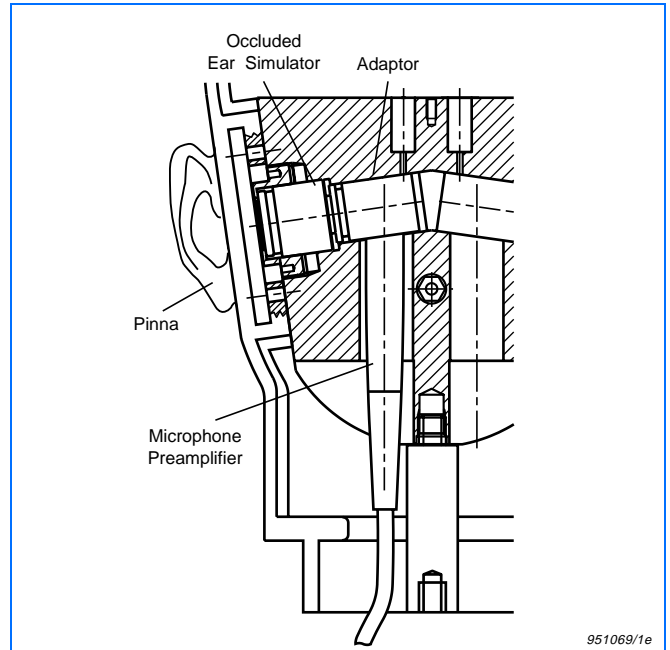 Occluded
Ear Simulator
Adaptor
Pinna
Microphone
Preamplifier
951069/1e